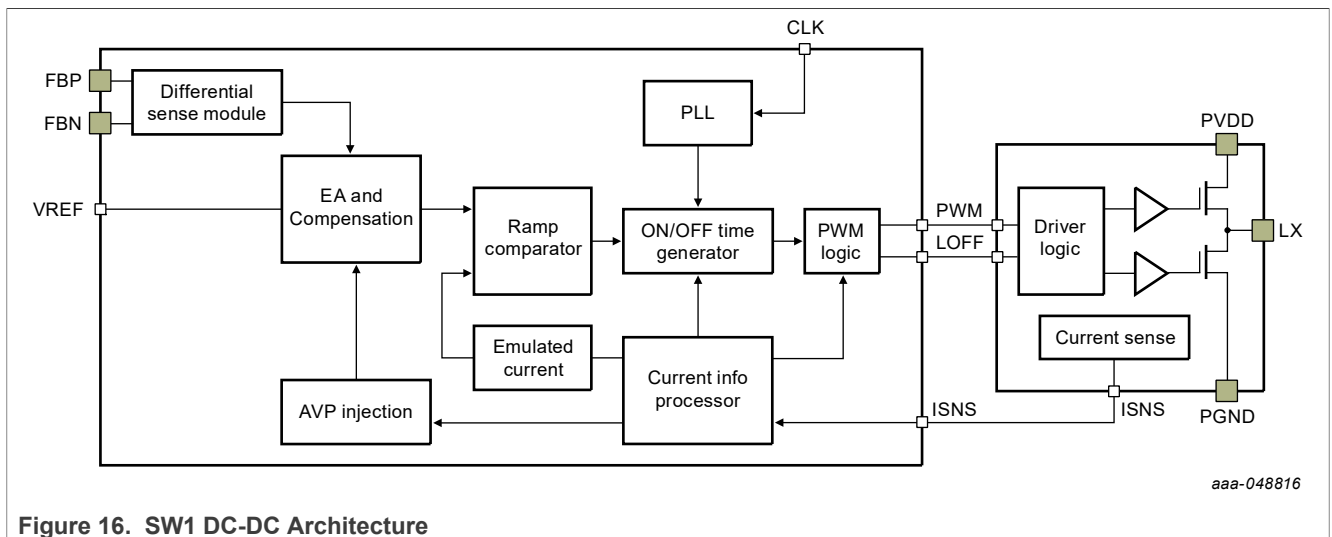 CLK
FBP
Differential
sense module
FBN
PLL
PVDD
EA and
Compensation
VREF
Ramp
comparator
ON/OFF time
generator
PWM
logic
PWM
LOFF
Driver
logic
LX
Emulated
current
Current info
processor
Current sense
AVP injection
ISNS
ISNS
PGND
aaa-048816
Figure 16. SW1 DC-DC Architecture